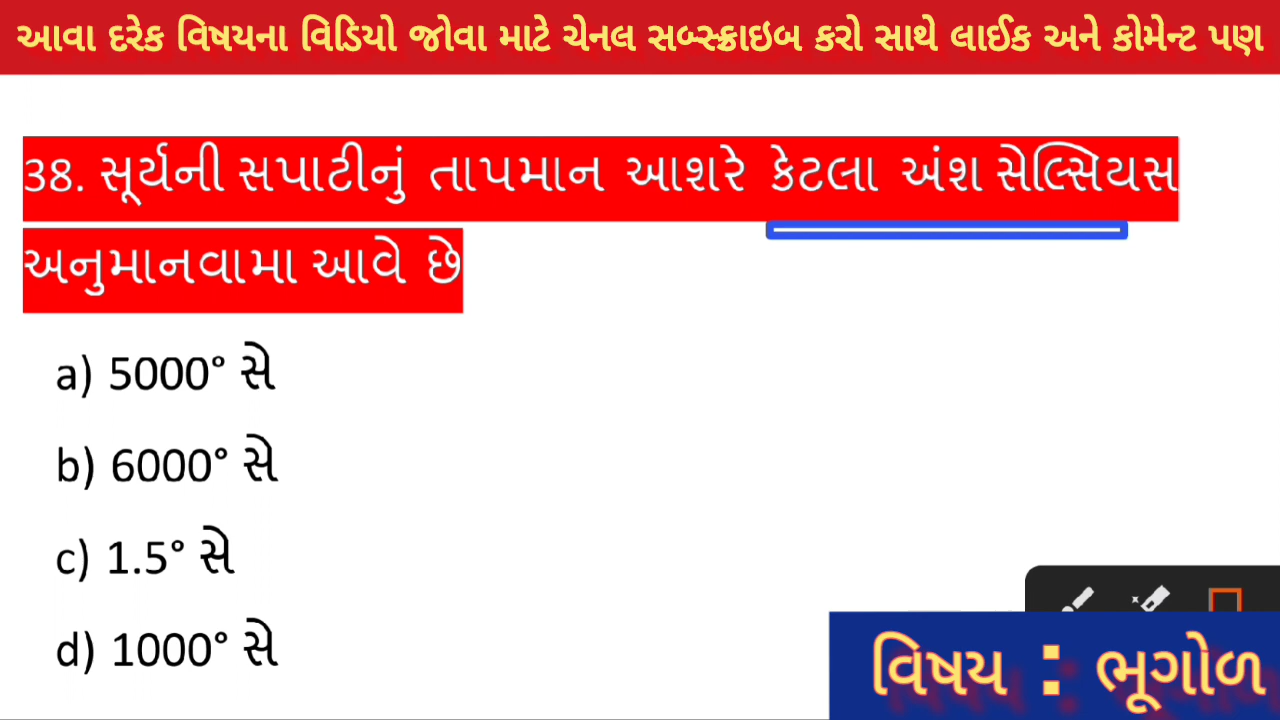 આવા દરેક વિષયના વિડિયો જોવા માટે ચેનલ સબ્સ્ક્રાઇબ કરો સાથે લાઈક અને કોમેન્ટ પણ
38. સૂર્યની સપાટીનું તાપમાન આશરે કેટલા અંશ સેલ્સિયસ
અનુમાનવામા આવે છે
a) 5000° સે
b) 6000° સે
c) 1.5° સે
d) 1000° સે
વિષય : ભૂગોળ